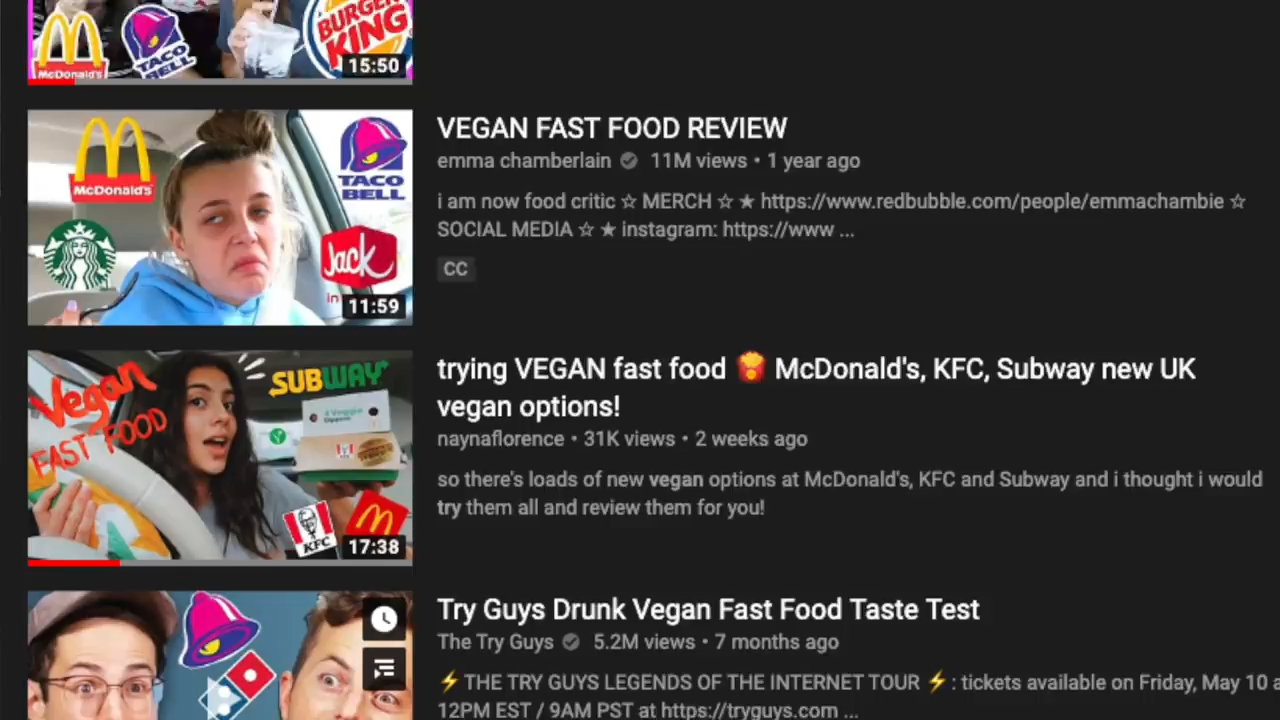 McDonald's
TACO
BELL
BURGER
KING
15:50
McDonald's
TACO
BELL
Jack
in
11:59
VEGAN FAST FOOD REVIEW
emma chamberlain 11M views • 1 year ago
i am now food critic ☆ MERCH ☆ ★ https://www.redbubble.com/people/emmachambie ☆
SOCIAL MEDIA ☆ ★ instagram: https://www ...
CC
Vegan
FAST FOOD
SUBWAY
4 Veggie
KFC
17:38
trying VEGAN fast food 🍟 McDonald's, KFC, Subway new UK
vegan options!
naynaflorence • 31K views • 2 weeks ago
so there's loads of new vegan options at McDonald's, KFC and Subway and i thought i would
try them all and review them for you!
Try Guys Drunk Vegan Fast Food Taste Test
The Try Guys 5.2M views • 7 months ago
⚡THE TRY GUYS LEGENDS OF THE INTERNET TOUR ⚡: tickets available on Friday, May 10 a
12PM EST / 9AM PST at https://tryguys.com ...